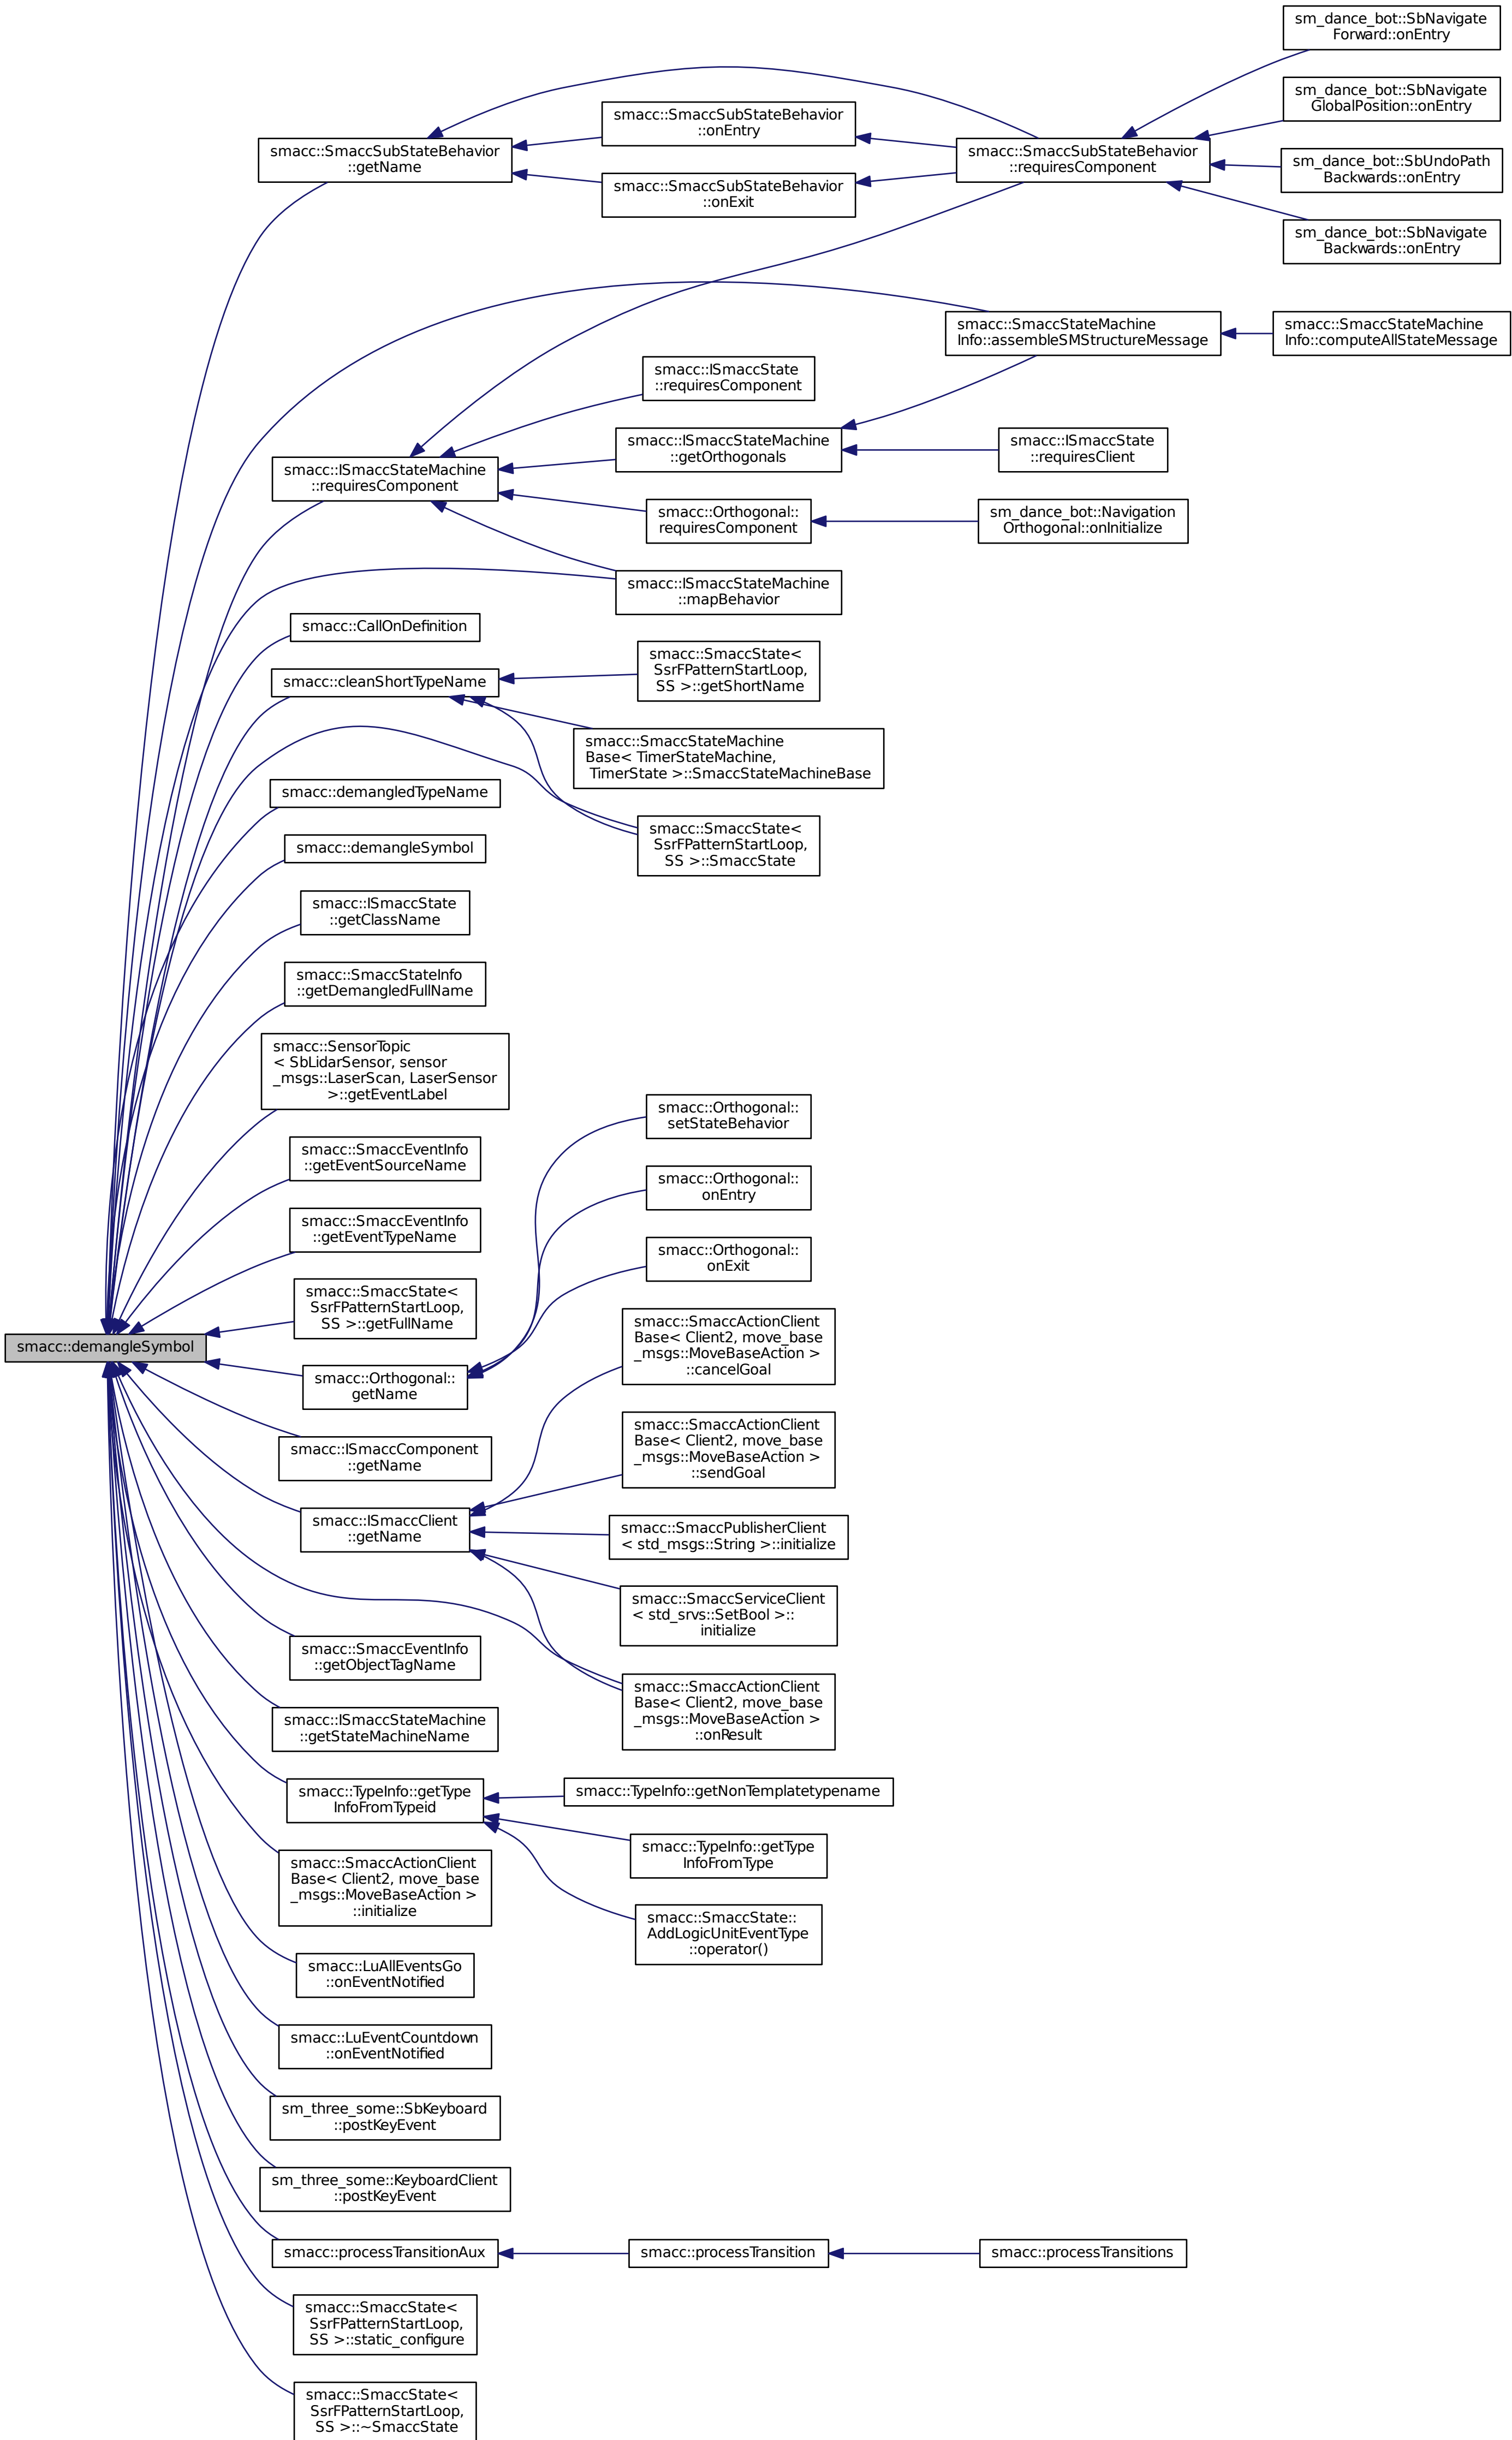 sm_dance_bot::SbNavigate
Forward::onEntry
sm_dance_bot::SbNavigate
GlobalPosition::onEntry
smacc::SmaccSubStateBehavior
::onEntry
smacc::SmaccSubStateBehavior
::getName
smacc::SmaccSubStateBehavior
::requiresComponent
sm_dance_bot::SbUndoPath
Backwards::onEntry
smacc::SmaccSubStateBehavior
::onExit
sm_dance_bot::SbNavigate
Backwards::onEntry
smacc::SmaccStateMachine
Info::assembleSMStructureMessage
smacc::SmaccStateMachine
Info::computeAllStateMessage
smacc::ISmaccState
::requiresComponent
smacc::ISmaccStateMachine
::getOrthogonals
smacc::ISmaccState
::requiresClient
smacc::ISmaccStateMachine
::requiresComponent
smacc::Orthogonal::
requiresComponent
sm_dance_bot::Navigation
Orthogonal::onInitialize
smacc::ISmaccStateMachine
::mapBehavior
smacc::CallOnDefinition
smacc::SmaccState<
SsrFPatternStartLoop,
SS >::getShortName
smacc::cleanShortTypeName
smacc::SmaccStateMachine
Base< TimerStateMachine,
TimerState >::SmaccStateMachineBase
smacc::demangledTypeName
smacc::SmaccState<
SsrFPatternStartLoop,
SS >::SmaccState
smacc::demangleSymbol
smacc::ISmaccState
::getClassName
smacc::SmaccStateInfo
::getDemangledFullName
smacc::SensorTopic
< SbLidarSensor, sensor
_msgs::LaserScan, LaserSensor
>::getEventLabel
smacc::Orthogonal::
setStateBehavior
smacc::SmaccEventInfo
::getEventSourceName
smacc::Orthogonal::
onEntry
smacc::SmaccEventInfo
::getEventTypeName
smacc::Orthogonal::
onExit
smacc::SmaccState<
SsrFPatternStartLoop,
SS >::getFullName
smacc::demangleSymbol
smacc::SmaccActionClient
Base< Client2, move_base
_msgs::MoveBaseAction >
::cancelGoal
smacc::Orthogonal::
getName
smacc::ISmaccComponent
::getName
smacc::SmaccActionClient
Base< Client2, move_base
_msgs::MoveBaseAction >
::sendGoal
smacc::ISmaccClient
::getName
smacc::SmaccPublisherClient
< std_msgs::String >::initialize
smacc::SmaccServiceClient
< std_srvs::SetBool >::
initialize
smacc::SmaccEventInfo
::getObjectTagName
smacc::SmaccActionClient
Base< Client2, move_base
_msgs::MoveBaseAction >
::onResult
smacc::ISmaccStateMachine
::getStateMachineName
smacc::TypeInfo::getType
InfoFromTypeid
smacc::TypeInfo::getNonTemplatetypename
smacc::TypeInfo::getType
InfoFromType
smacc::SmaccActionClient
Base< Client2, move_base
_msgs::MoveBaseAction >
::initialize
smacc::SmaccState::
AddLogicUnitEventType
::operator()
smacc::LuAllEventsGo
::onEventNotified
smacc::LuEventCountdown
::onEventNotified
sm_three_some::SbKeyboard
::postKeyEvent
sm_three_some::KeyboardClient
::postKeyEvent
smacc::processTransitionAux
smacc::processTransition
smacc::processTransitions
smacc::SmaccState<
SsrFPatternStartLoop,
SS >::static_configure
smacc::SmaccState<
SsrFPatternStartLoop,
SS >::~SmaccState